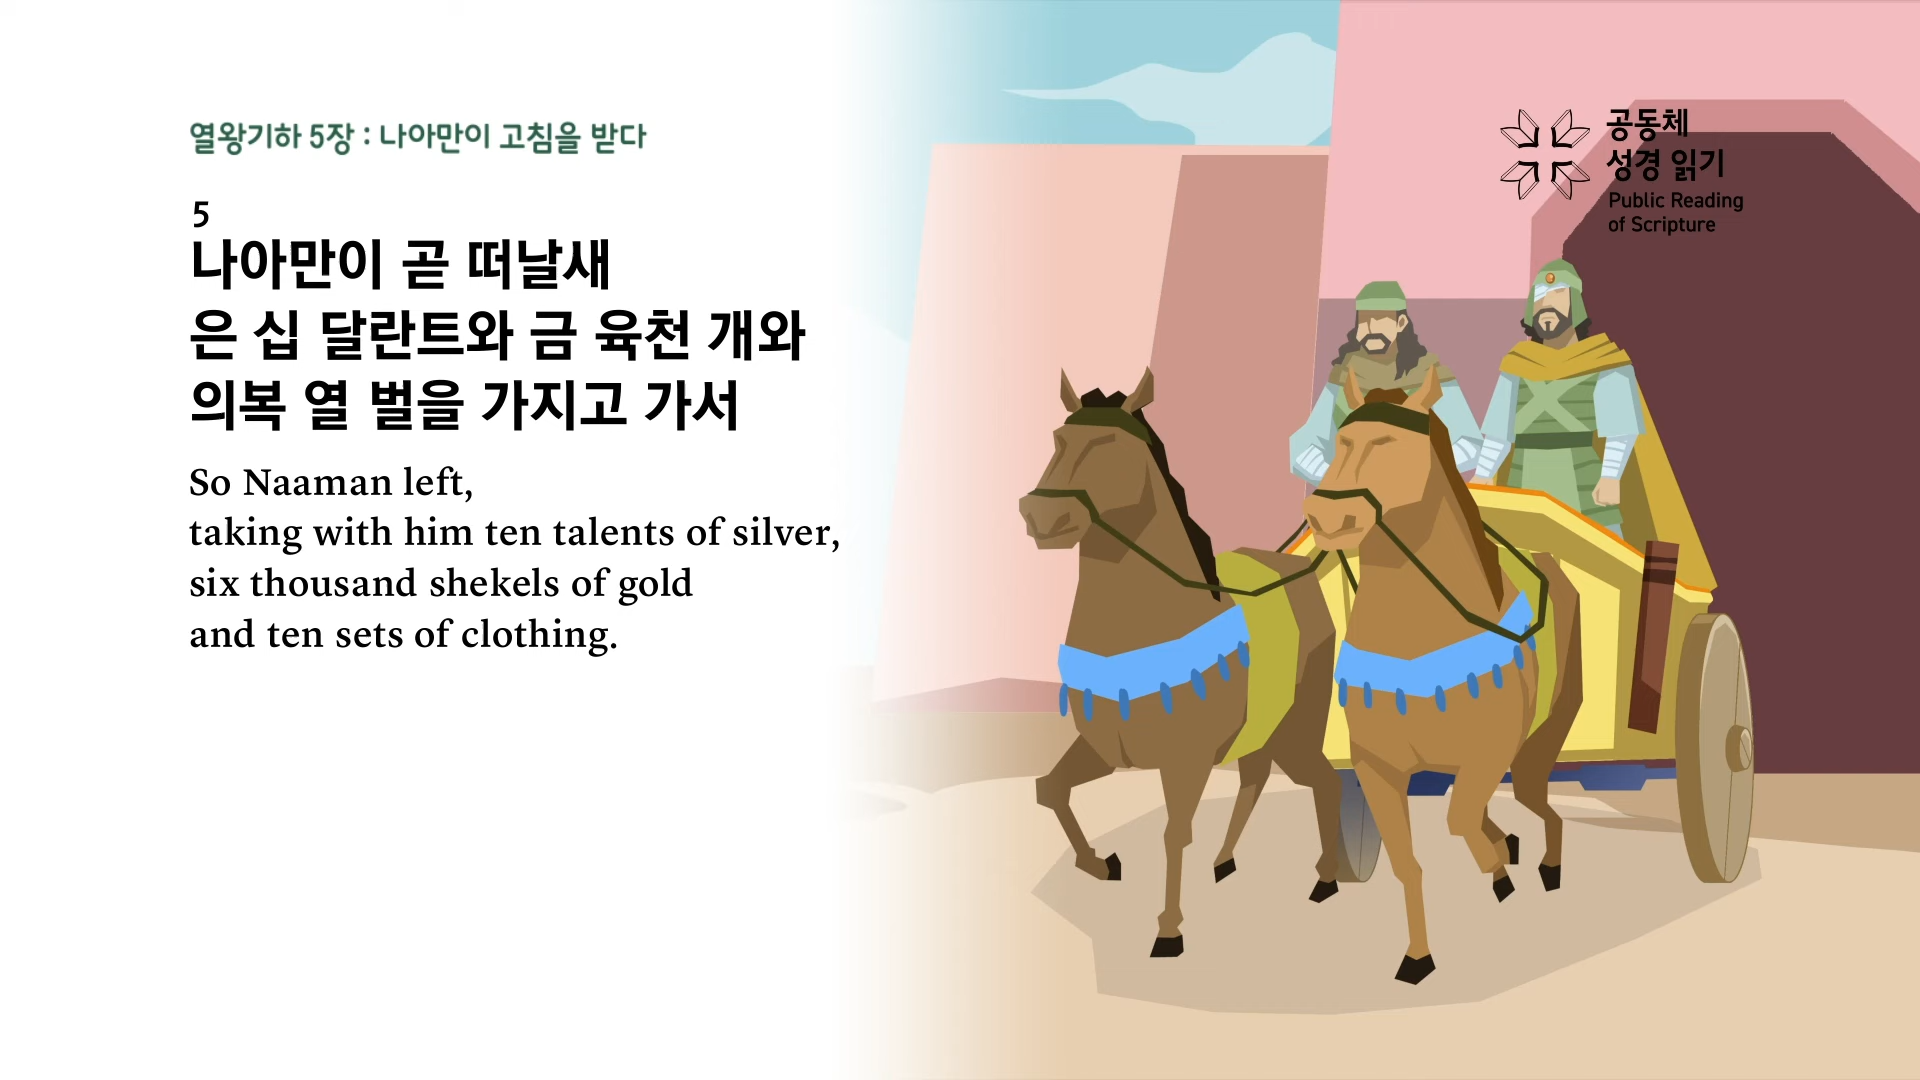 열왕기하 5장 : 나아만이 고침을 받다
5
나아만이 곧 떠날새
은 십 달란트와 금 육천 개와
의복 열 벌을 가지고 가서
So Naaman left,
taking with him ten talents of silver,
six thousand shekels of gold
and ten sets of clothing.
공동체
성경 읽기
Public Reading
of Scripture